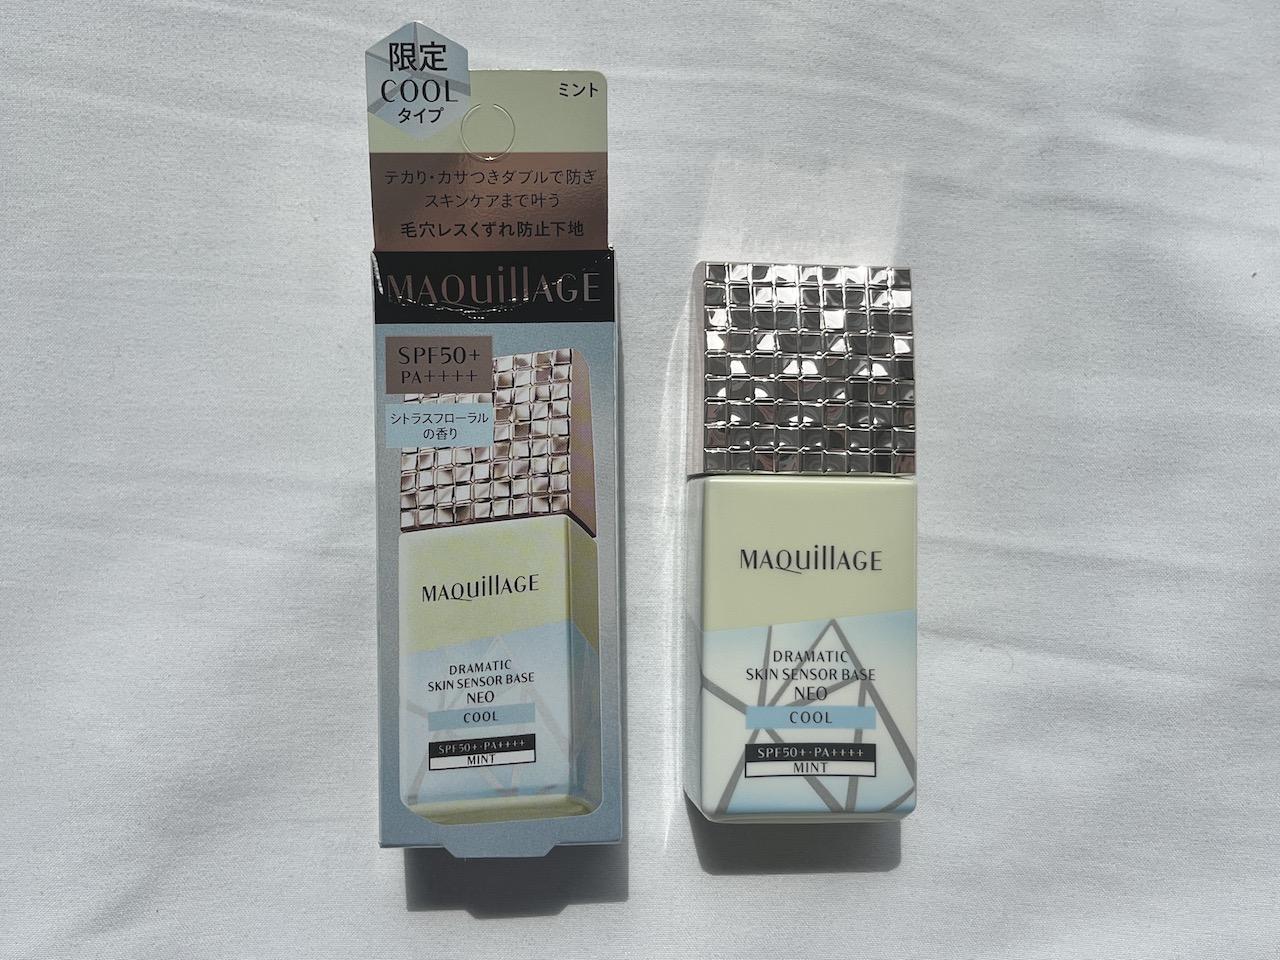 限定
COOL
タイプ
ミント
テカり・カサつきダブルで防ぎ
スキンケアまで叶う
毛穴レスくずれ防止下地
MAQuillAGE
SPF50+
PA++++
シトラスフローラル
の香り
MAQuillAGE
DRAMATIC
SKIN SENSOR BASE
NEO
COOL
SPF50+・PA++++
MINT
MAQuillAGE
DRAMATIC
SKIN SENSOR BASE
NEO
COOL
SPF50+・PA++++
MINT